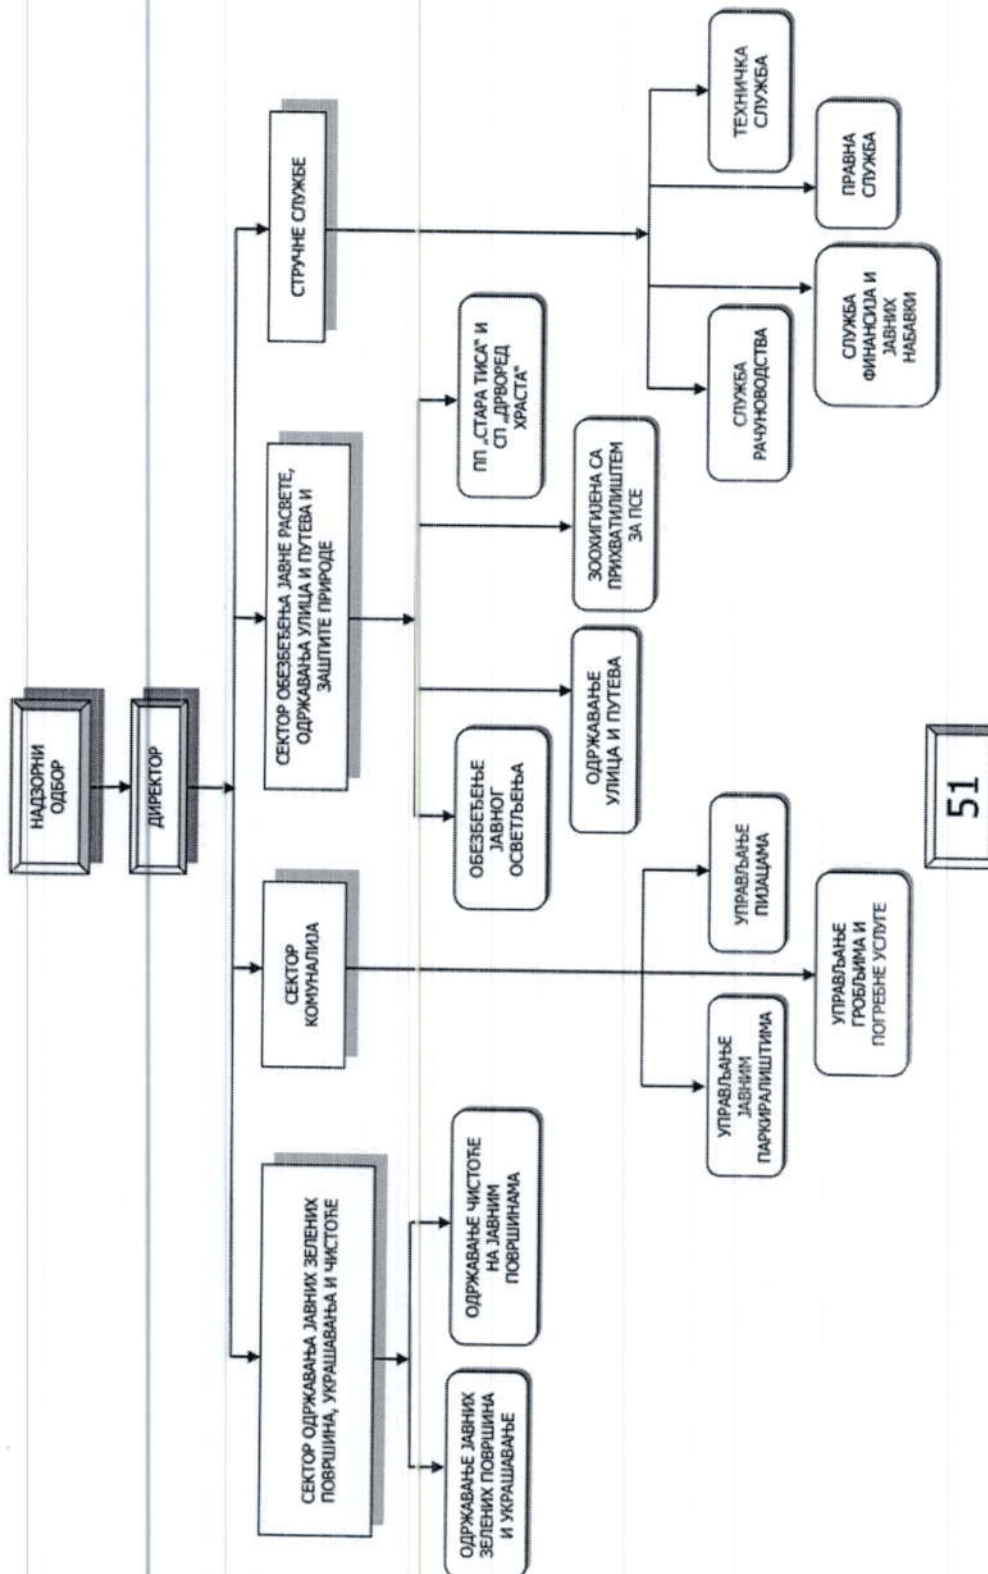 НАДЗОРНИ
ОДБОР
ДИРЕКТОР
СЕКТОР ОДРЖАВАЊА ЈАВНИХ ЗЕЛЕНИХ
ПОВРШИНА, УКРАШАВАЊА И ЧИСТОЋЕ
СЕКТОР
КОМУНАЛИЈА
СЕКТОР ОБЕЗБЕЂЕЊА ЈАВНЕ РАСВЕТЕ,
ОДРЖАВАЊА УЛИЦА И ПУТЕВА И
ЗАШТИТЕ ПРИРОДЕ
СТРУЧНЕ СЛУЖБЕ
ОДРЖАВАЊЕ ЈАВНИХ
ЗЕЛЕНИХ ПОВРШИНА
И УКРАШАВАЊЕ
ОДРЖАВАЊЕ ЧИСТОЋЕ
НА ЈАВНИМ
ПОВРШИНАМА
ОБЕЗБЕЂЕЊЕ
ЈАВНОГ
ОСВЕТЉЕЊА
ОДРЖАВАЊЕ
УЛИЦА И ПУТЕВА
ЗООХИГИЈЕНА СА
ПРИХВАТИЛИШТЕМ
ЗА ПСЕ
ПП „СТАРА ТИСА" И
СП „ДРВОРЕД
ХРАСТА"
УПРАВЉАЊЕ
ЈАВНИМ
ПАРКИРАЛИШТИМА
УПРАВЉАЊЕ
ГРОБЉИМА И
ПОГРЕБНЕ УСЛУГЕ
УПРАВЉАЊЕ
ПИЈАЦАМА
СЛУЖБА
РАЧУНОВОДСТВА
СЛУЖБА
ФИНАНСИЈА И
ЈАВНИХ
НАБАВКИ
ПРАВНА
СЛУЖБА
ТЕХНИЧКА
СЛУЖБА
51